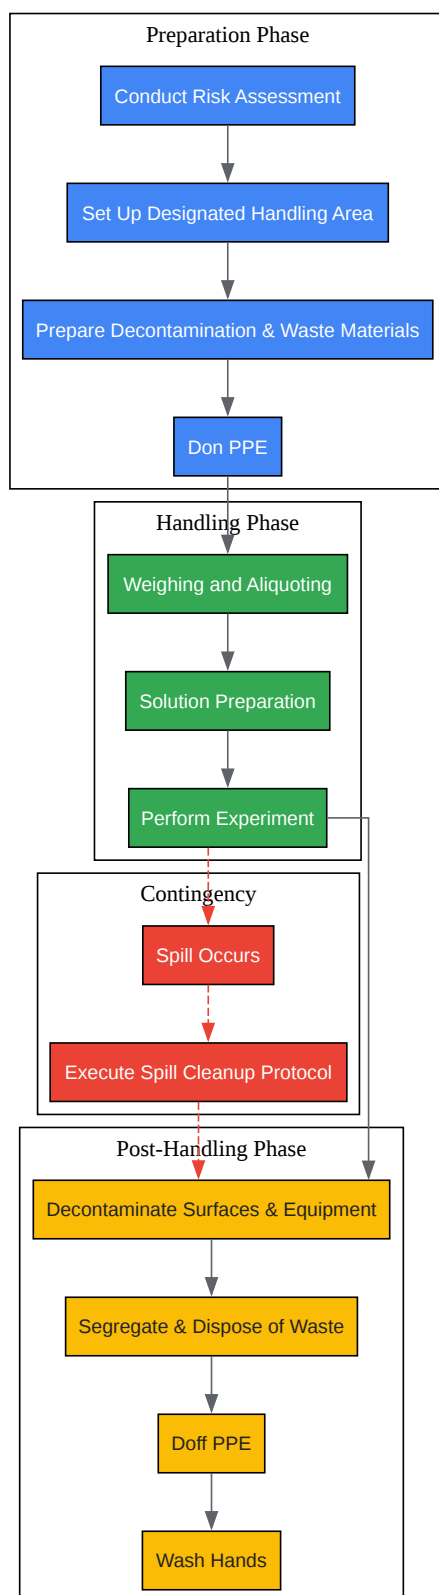 Preparation Phase
Conduct Risk Assessment
Set Up Designated Handling Area
Prepare Decontamination & Waste Materials
Don PPE
Handling Phase
Weighing and Aliquoting
Solution Preparation
Perform Experiment
Contingency
Spill Occurs
Execute Spill Cleanup Protocol
Post-Handling Phase
Decontaminate Surfaces & Equipment
Segregate & Dispose of Waste
Doff PPE
Wash Hands